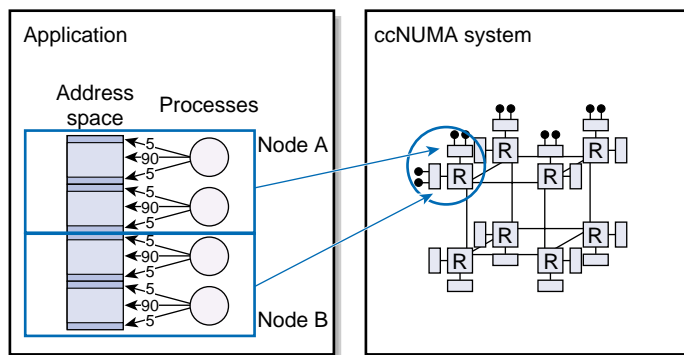 Application
Address
space
Processes
Node A
5
90
5
5
90
5
5
90
5
5
90
5
Node B
ccNUMA system
R
R
R
R
R
R
R
R